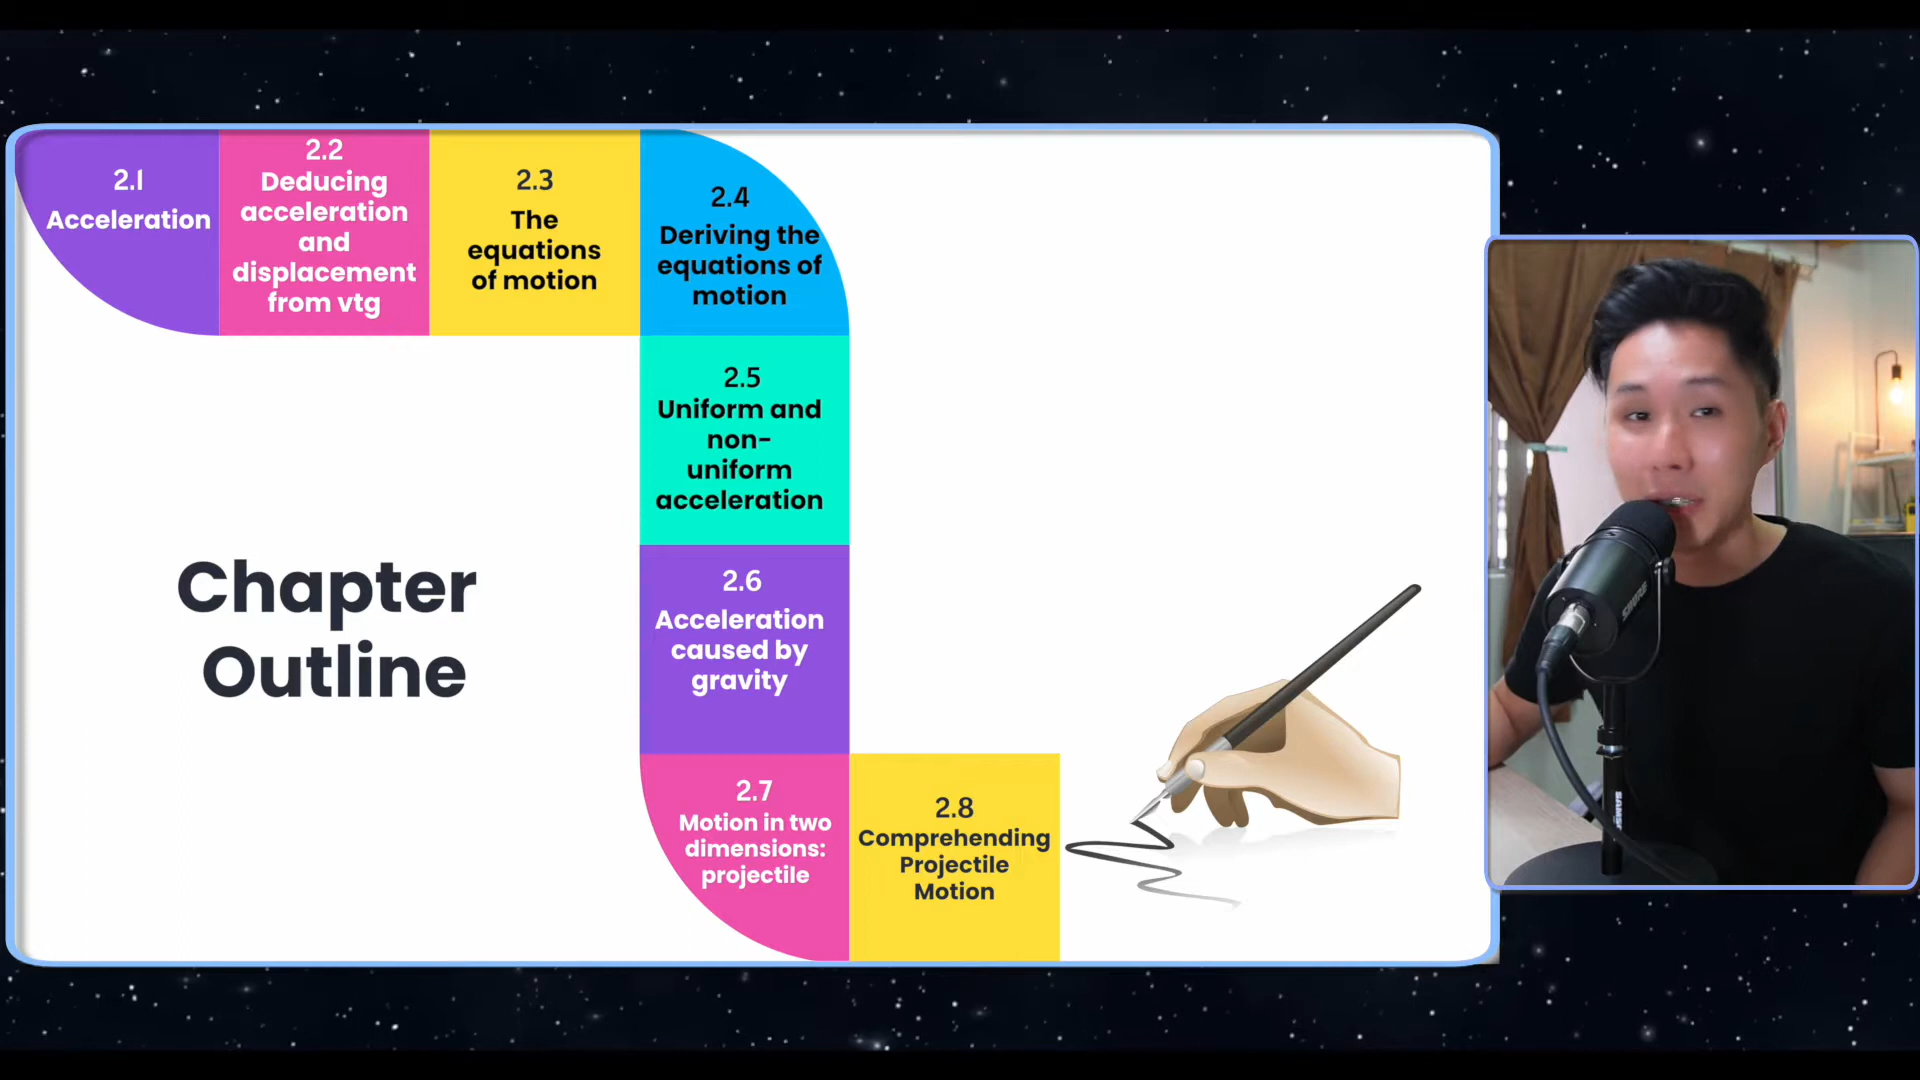 2.1
Acceleration
2.2
Deducing
acceleration
and
displacement
from vtg
2.3
The
equations
of motion
2.4
Deriving the
equations of
motion
2.5
Uniform and
non-
uniform
acceleration
2.6
Acceleration
caused by
gravity
2.7
Motion in two
dimensions:
projectile
2.8
Comprehending
Projectile
Motion
Chapter
Outline
SHURE